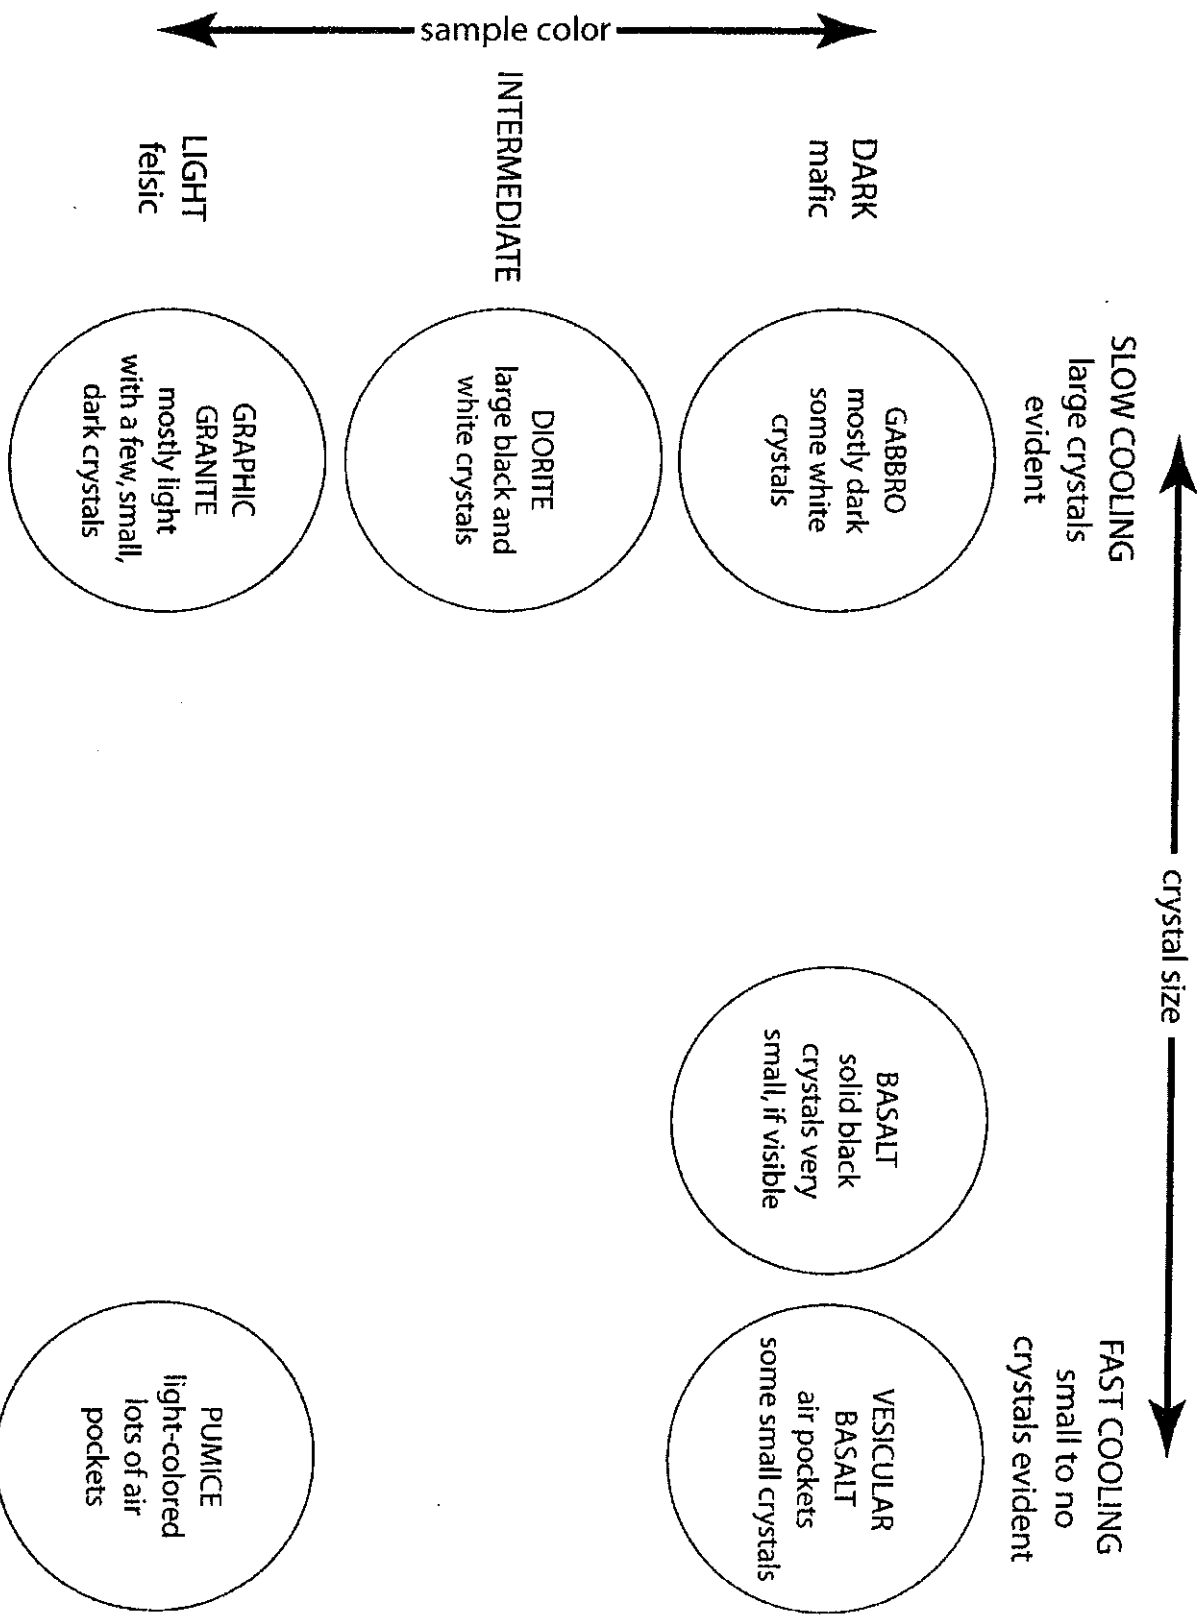 crystal size
SLOW COOLING
large crystals
evident
FAST COOLING
small to no
crystals evident
sample color
DARK
mafic
GABBRO
mostly dark
some white
crystals
BASALT
solid black
crystals very
small, if visible
VESICULAR
BASALT
air pockets
some small crystals
INTERMEDIATE
DIORITE
large black and
white crystals
LIGHT
felsic
GRAPHIC
GRANITE
mostly light
with a few, small,
dark crystals
PUMICE
light-colored
lots of air
pockets